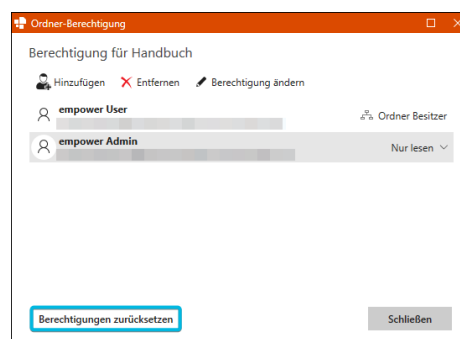 Ordner-Berechtigung
Berechtigung für Handbuch
Hinzufügen Entfernen Berechtigung ändern
empower User
Ordner Besitzer
empower Admin
Nur lesen
Berechtigungen zurücksetzen Schließen